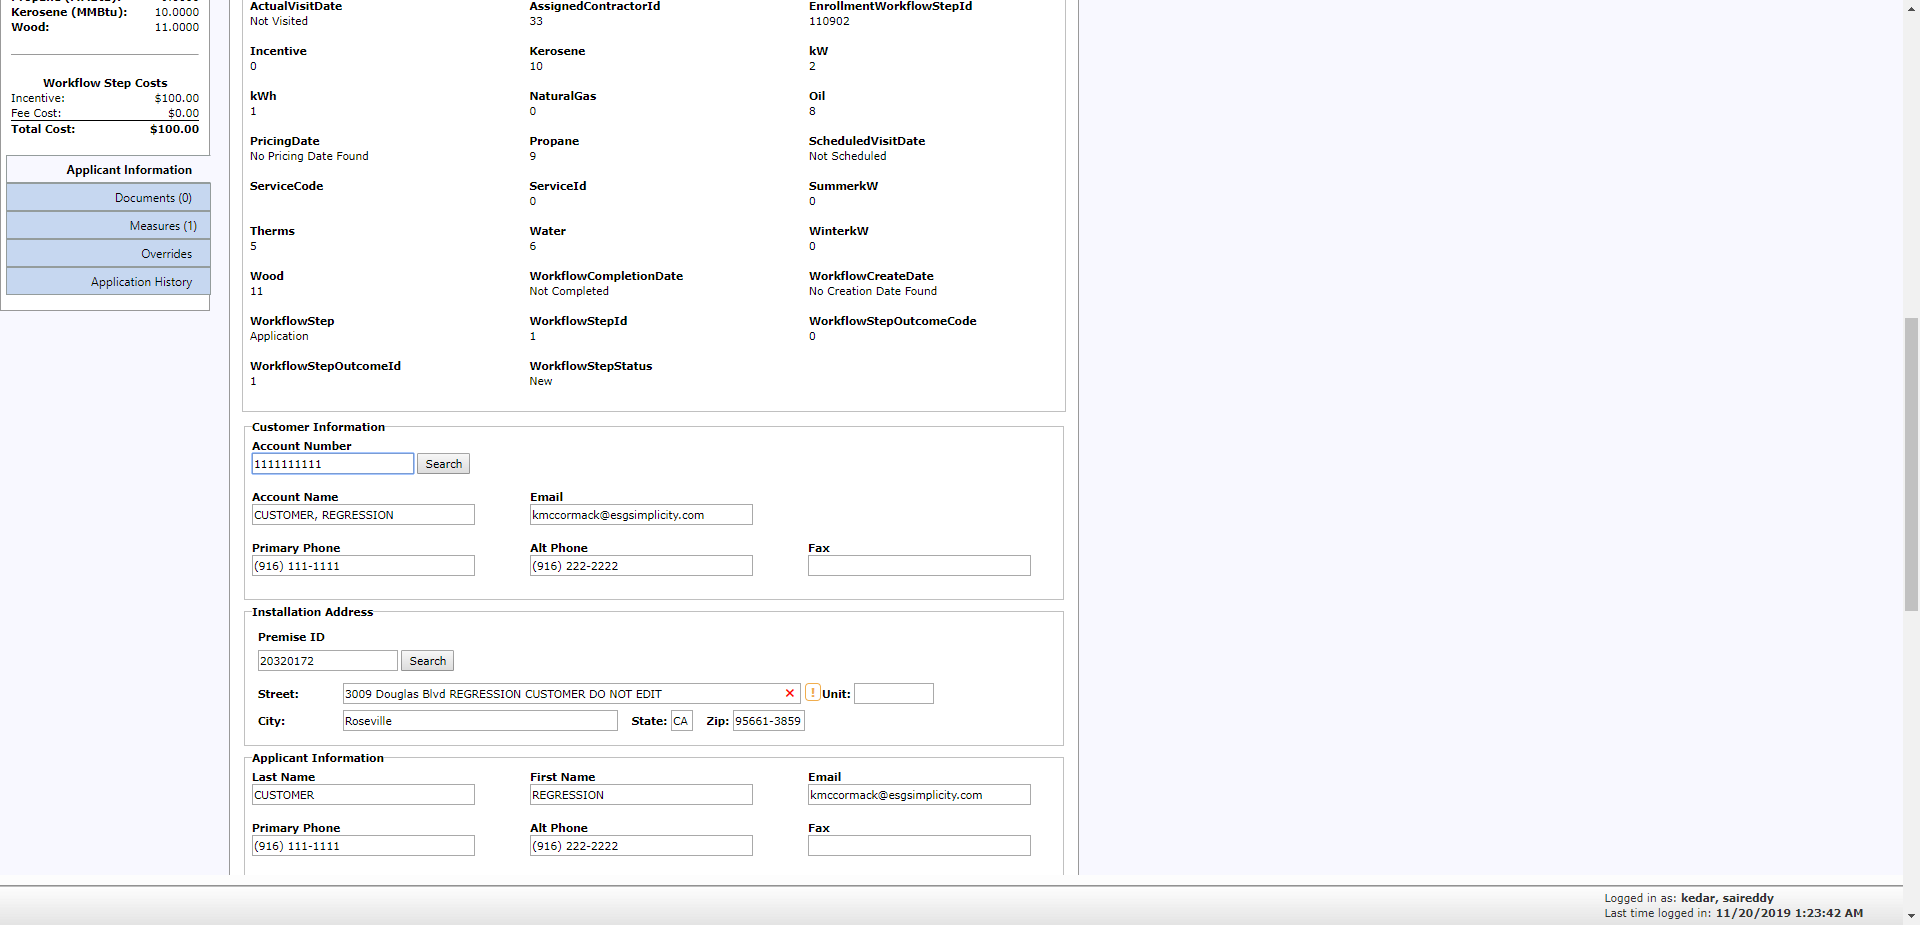 Kerosene (MMBtu): 10.0000
Wood: 11.0000
Workflow Step Costs
Incentive: $100.00
Fee Cost: $0.00
Total Cost: $100.00
Applicant Information
Documents (0)
Measures (1)
Overrides
Application History
ActualVisitDate AssignedContractorId EnrollmentWorkflowStepId
Not Visited 33 110902
Incentive Kerosene kW
0 10 2
kWh NaturalGas Oil
1 0 8
PricingDate Propane ScheduledVisitDate
No Pricing Date Found 9 Not Scheduled
ServiceCode ServiceId SummerkW
0 0
Therms Water WinterkW
5 6 0
Wood WorkflowCompletionDate WorkflowCreateDate
11 Not Completed No Creation Date Found
WorkflowStep WorkflowStepId WorkflowStepOutcomeCode
Application 1 0
WorkflowStepOutcomeId WorkflowStepStatus
1 New
Customer Information
Account Number
1111111111 Search
Account Name Email
CUSTOMER, REGRESSION kmccormack@esgsimplicity.com
Primary Phone Alt Phone Fax
(916) 111-1111 (916) 222-2222
Installation Address
Premise ID
20320172 Search
Street: 3009 Douglas Blvd REGRESSION CUSTOMER DO NOT EDIT Unit:
City: Roseville State: CA Zip: 95661-3859
Applicant Information
Last Name First Name Email
CUSTOMER REGRESSION kmccormack@esgsimplicity.com
Primary Phone Alt Phone Fax
(916) 111-1111 (916) 222-2222
Logged in as: kedar, saireddy
Last time logged in: 11/20/2019 1:23:42 AM